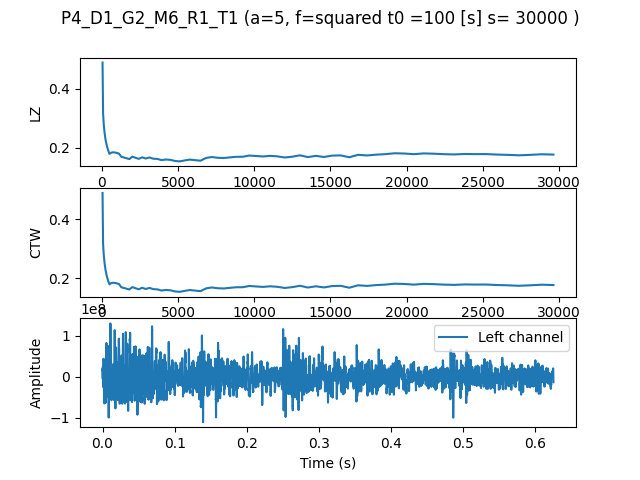 P4_D1_G2_M6_R1_T1 (a=5, f=squared t0 =100 [s] s= 30000 )
0.4
0.2
LZ
0 5000 10000 15000 20000 25000 30000
0.4
0.2
CTW
0 5000 10000 15000 20000 25000 30000
1e8
1
0
−1
Amplitude
Left channel
0.0 0.1 0.2 0.3 0.4 0.5 0.6
Time (s)